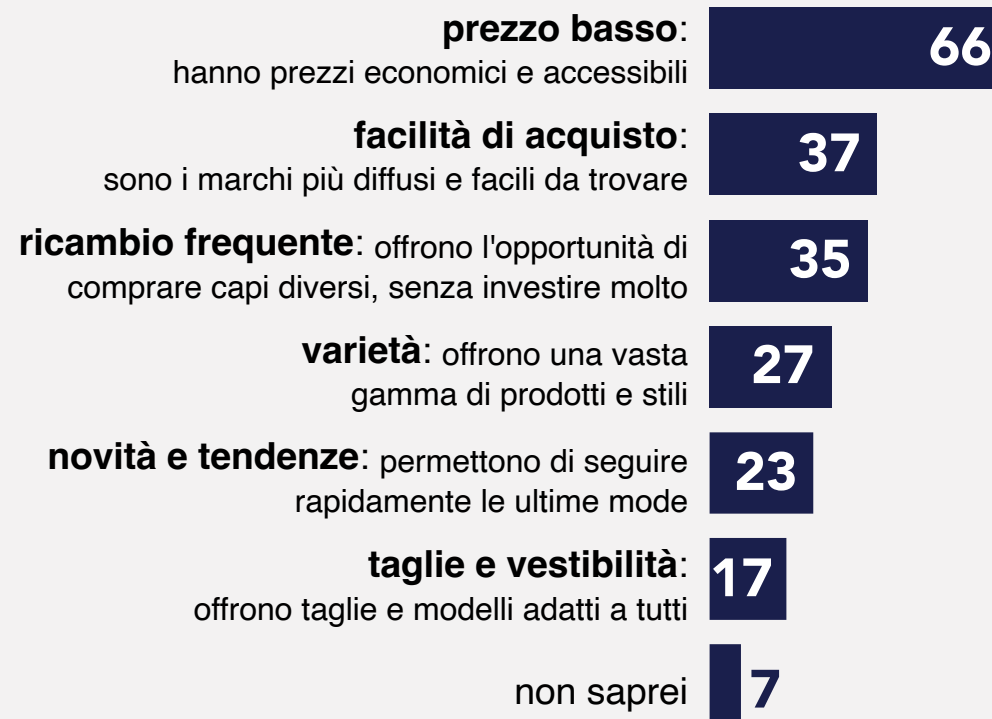 prezzo basso:
hanno prezzi economici e accessibili
66
facilità di acquisto:
sono i marchi più diffusi e facili da trovare
37
ricambio frequente: offrono l'opportunità di
comprare capi diversi, senza investire molto
35
varietà: offrono una vasta
gamma di prodotti e stili
27
novità e tendenze: permettono di seguire
rapidamente le ultime mode
23
taglie e vestibilità:
offrono taglie e modelli adatti a tutti
17
non saprei
7